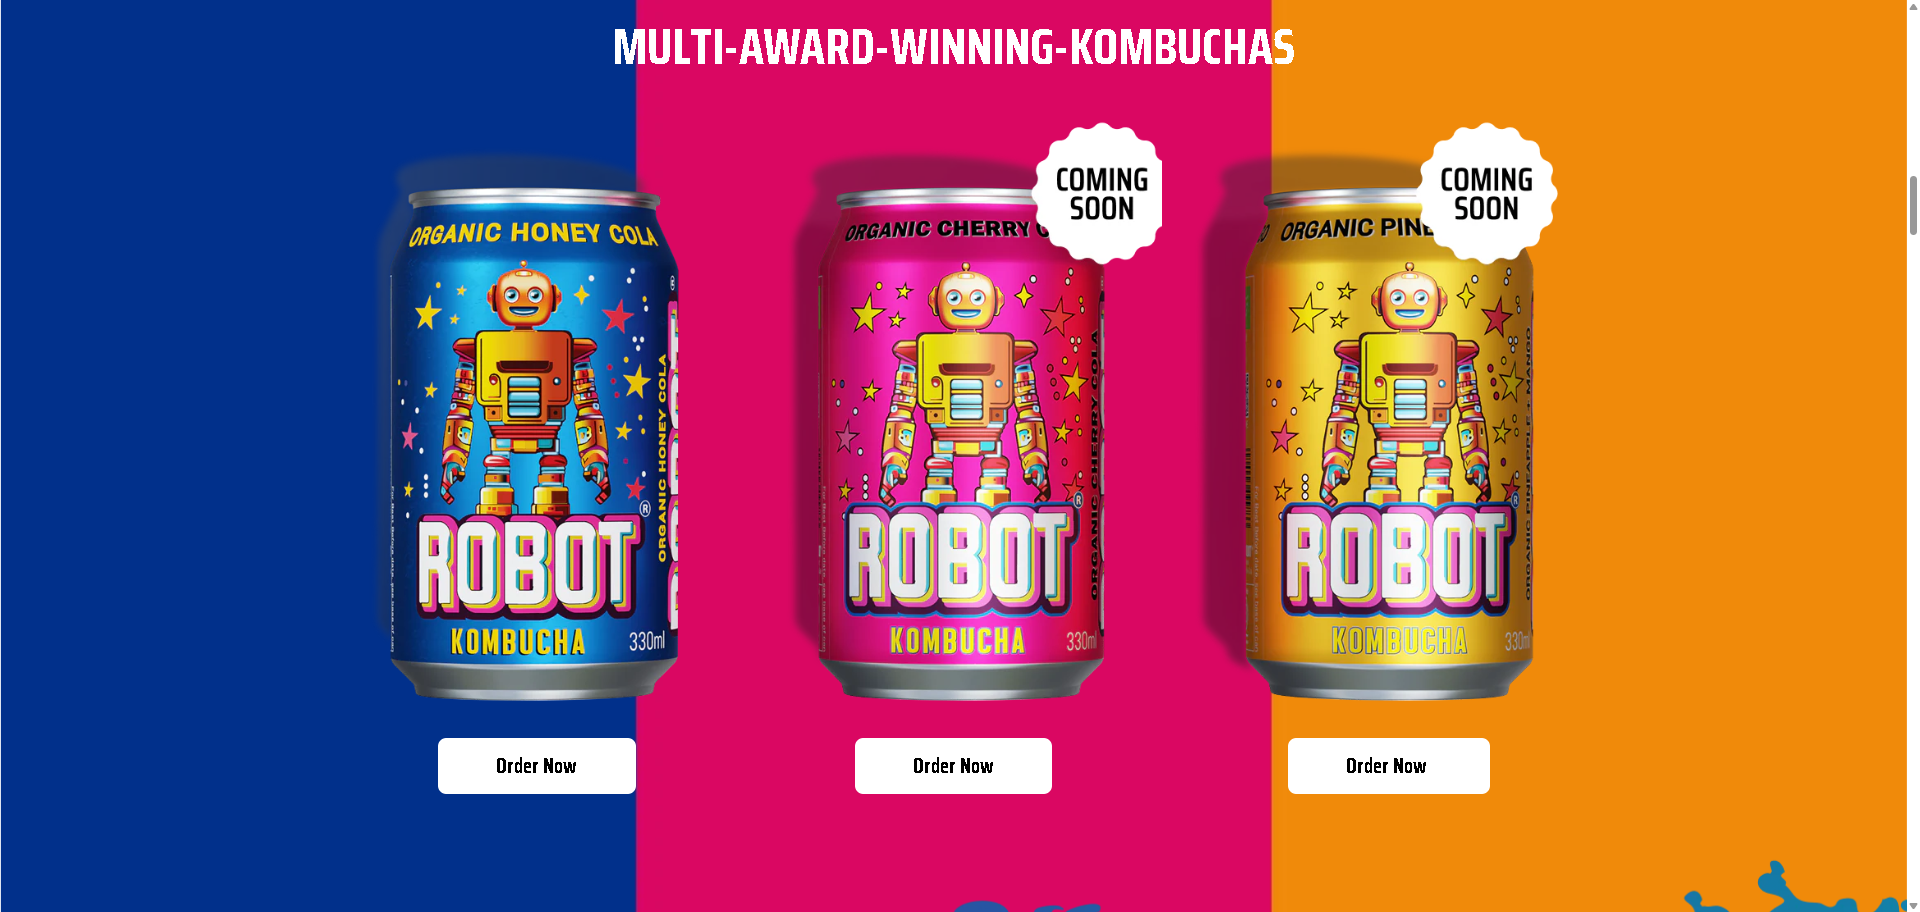 MULTI-AWARD-WINNING-KOMBUCHAS
ORGANIC HONEY COLA
ORGANIC HONEY COLA
ROBOT
®
KOMBUCHA
330ml
COMING
SOON
ORGANIC CHERRY
ORGANIC CHERRY COLA
ROBOT
®
KOMBUCHA
330ml
COMING
SOON
ORGANIC
ORGANIC PINEAPPLE + MANGO
ROBOT
®
KOMBUCHA
330ml
Order Now
Order Now
Order Now